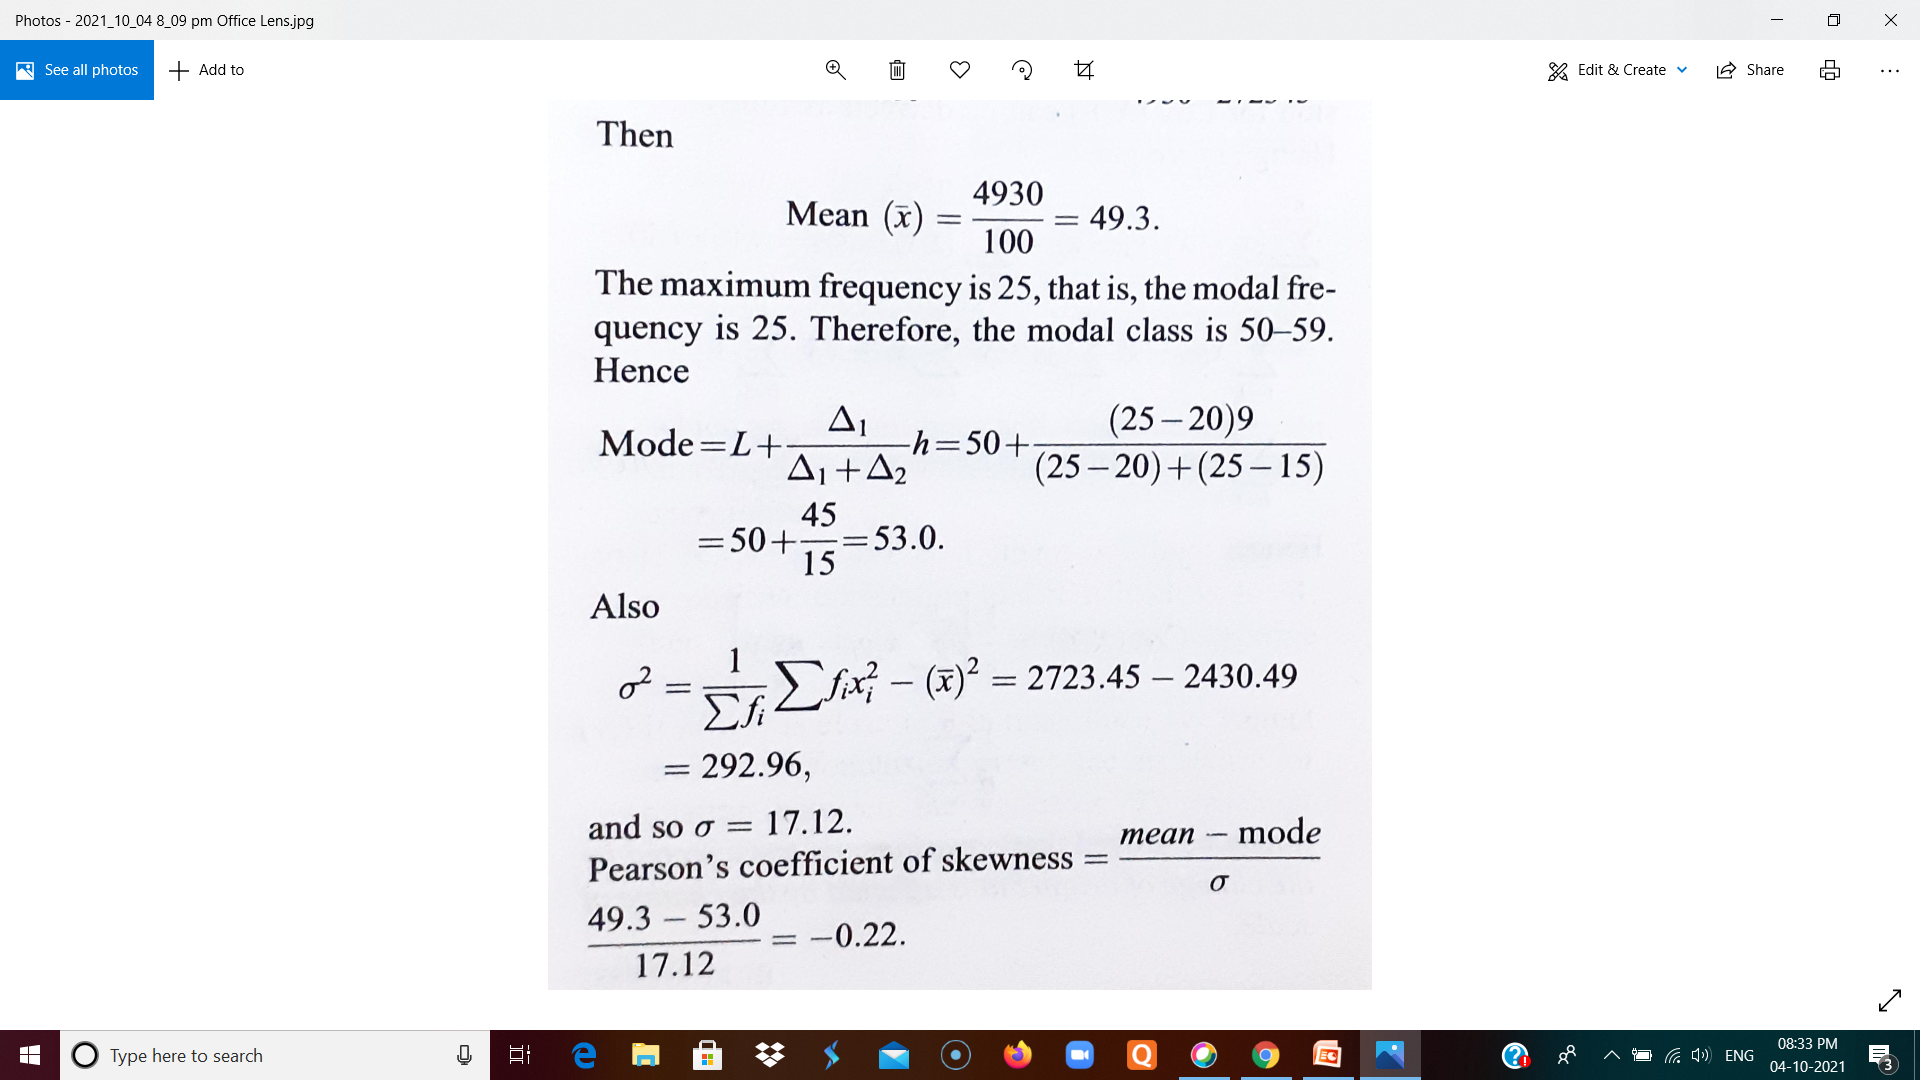 Photos - 2021_10_04 8_09 pm Office Lens.jpg
See all photos
Add to
Edit & Create
Share
Then
Mean (x̄) = 4930/100 = 49.3.
The maximum frequency is 25, that is, the modal fre-
quency is 25. Therefore, the modal class is 50–59.
Hence
Mode = L + Δ₁/(Δ₁ + Δ₂) h = 50 + (25 – 20)9/((25 – 20) + (25 – 15))
= 50 + 45/15 = 53.0.
Also
σ² = 1/∑fᵢ ∑fᵢxᵢ² – (x̄)² = 2723.45 – 2430.49
= 292.96,
and so σ = 17.12.
Pearson's coefficient of skewness = (mean – mode)/σ
(49.3 – 53.0)/17.12 = –0.22.
Type here to search
ENG
08:33 PM
04-10-2021
3